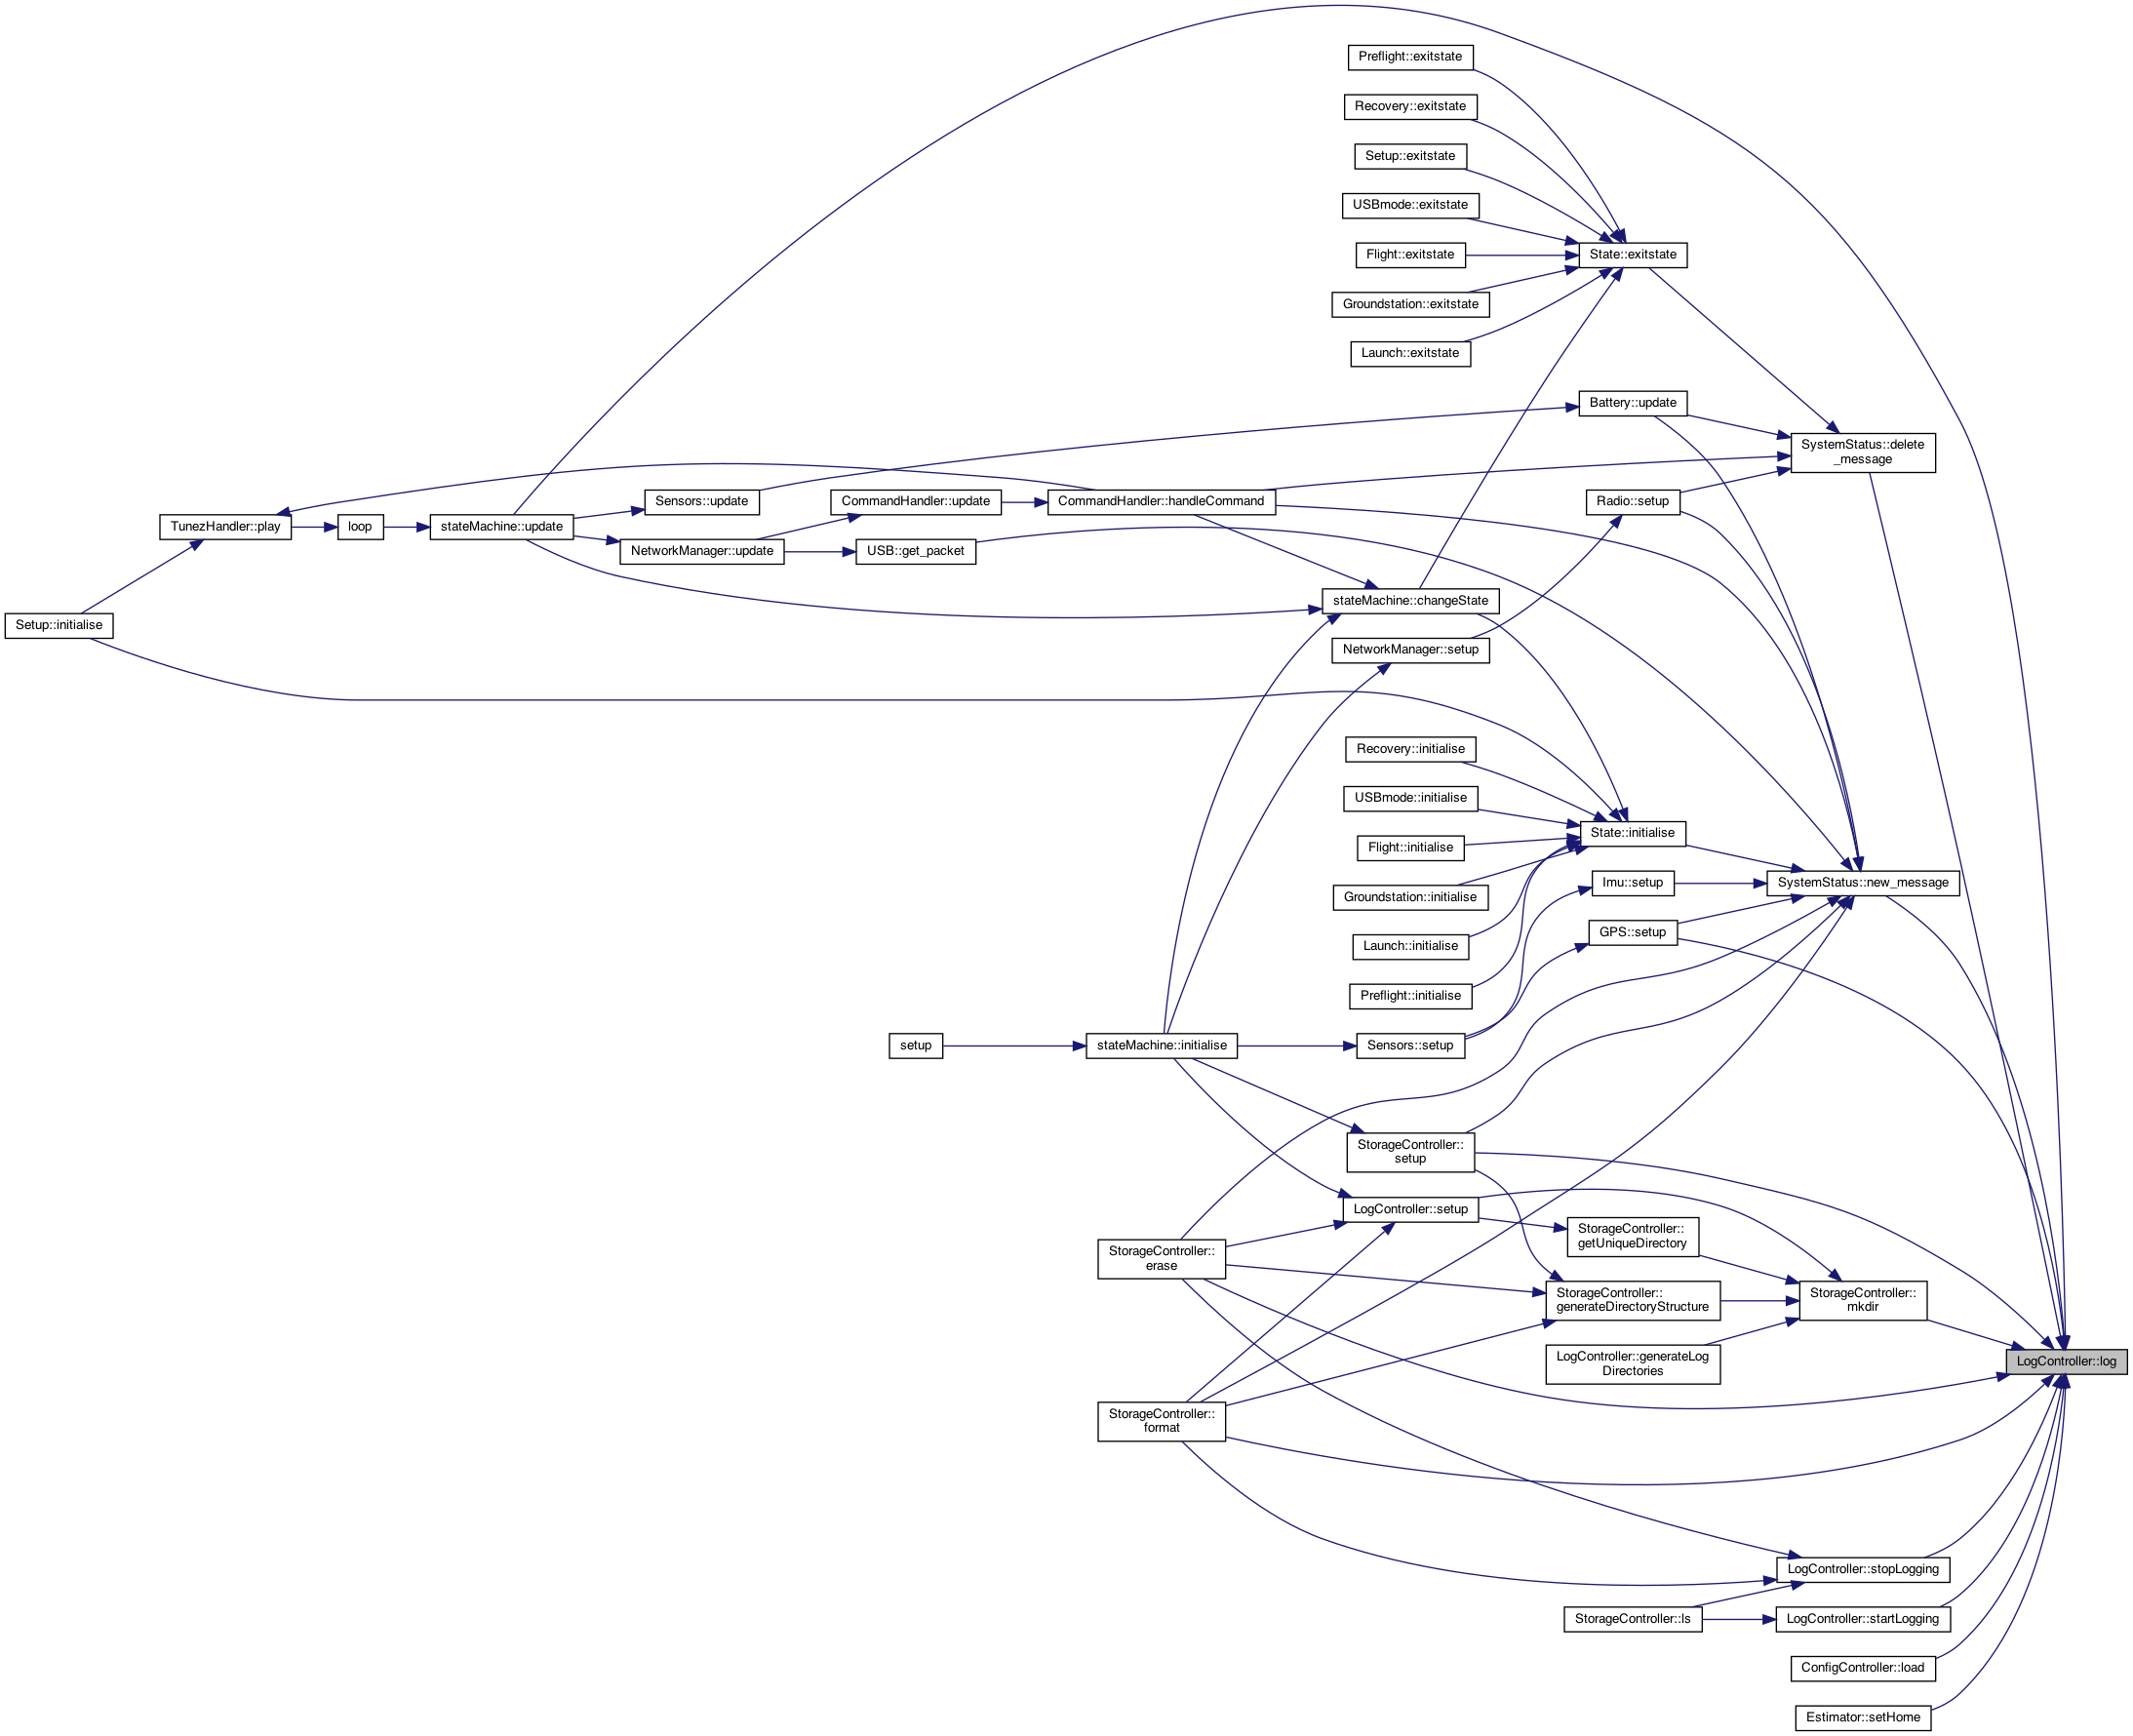 Preflight::exitstate
Recovery::exitstate
Setup::exitstate
USBmode::exitstate
Flight::exitstate
State::exitstate
Groundstation::exitstate
Launch::exitstate
Battery::update
SystemStatus::delete
_message
Sensors::update
CommandHandler::update
CommandHandler::handleCommand
Radio::setup
TunezHandler::play
loop
stateMachine::update
NetworkManager::update
USB::get_packet
stateMachine::changeState
Setup::initialise
NetworkManager::setup
Recovery::initialise
USBmode::initialise
State::initialise
Flight::initialise
Imu::setup
SystemStatus::new_message
Groundstation::initialise
GPS::setup
Launch::initialise
Preflight::initialise
setup
stateMachine::initialise
Sensors::setup
StorageController::
setup
LogController::setup
StorageController::
getUniqueDirectory
StorageController::
erase
StorageController::
generateDirectoryStructure
StorageController::
mkdir
LogController::generateLog
Directories
LogController::log
StorageController::
format
LogController::stopLogging
StorageController::ls
LogController::startLogging
ConfigController::load
Estimator::setHome